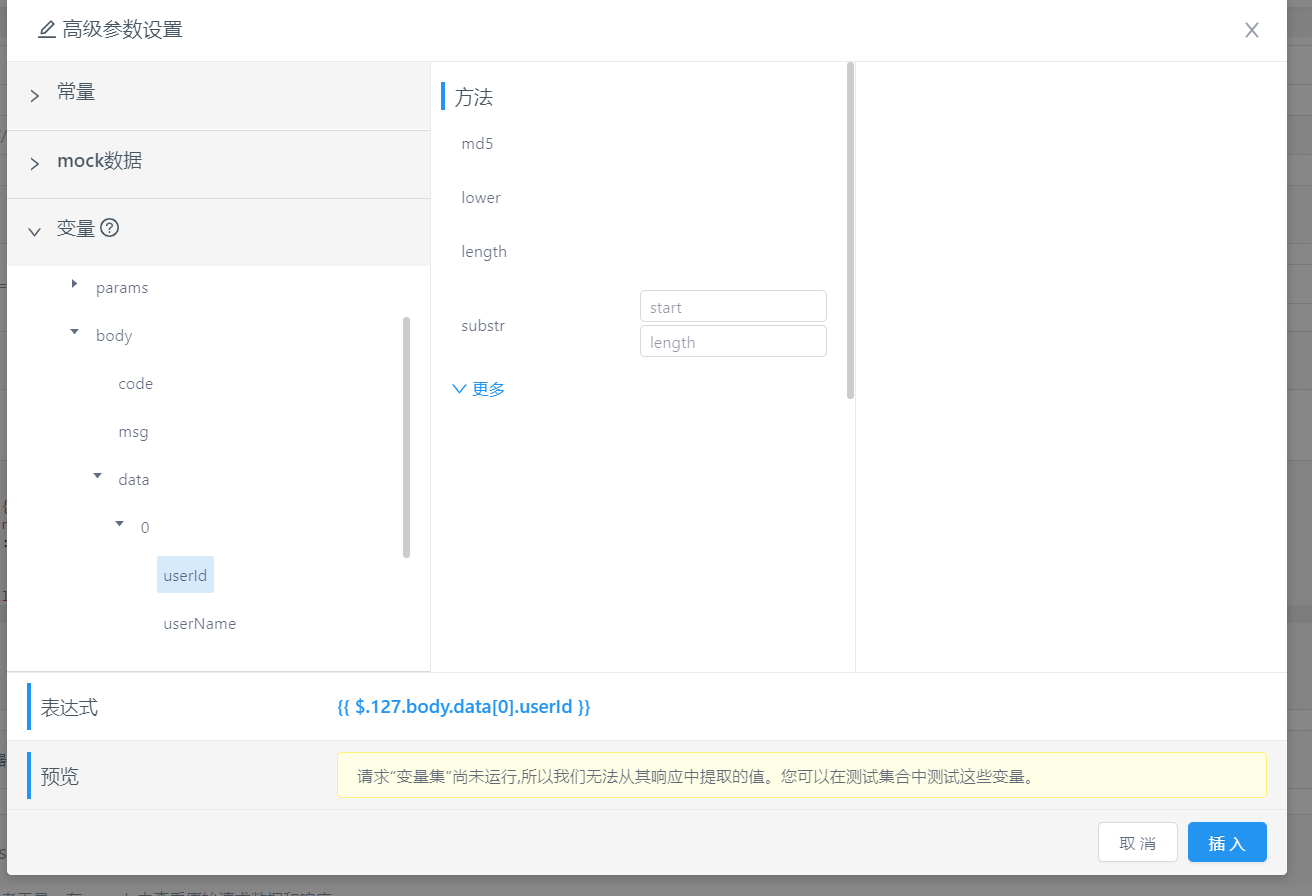 高级参数设置
常量
mock数据
变量
params
body
code
msg
data
0
userId
userName
方法
md5
lower
length
substr
start
length
更多
表达式
{{ $.127.body.data[0].userId }}
预览
请求“变量集”尚未运行,所以我们无法从其响应中提取的值。您可以在测试集合中测试这些变量。
取 消
插 入